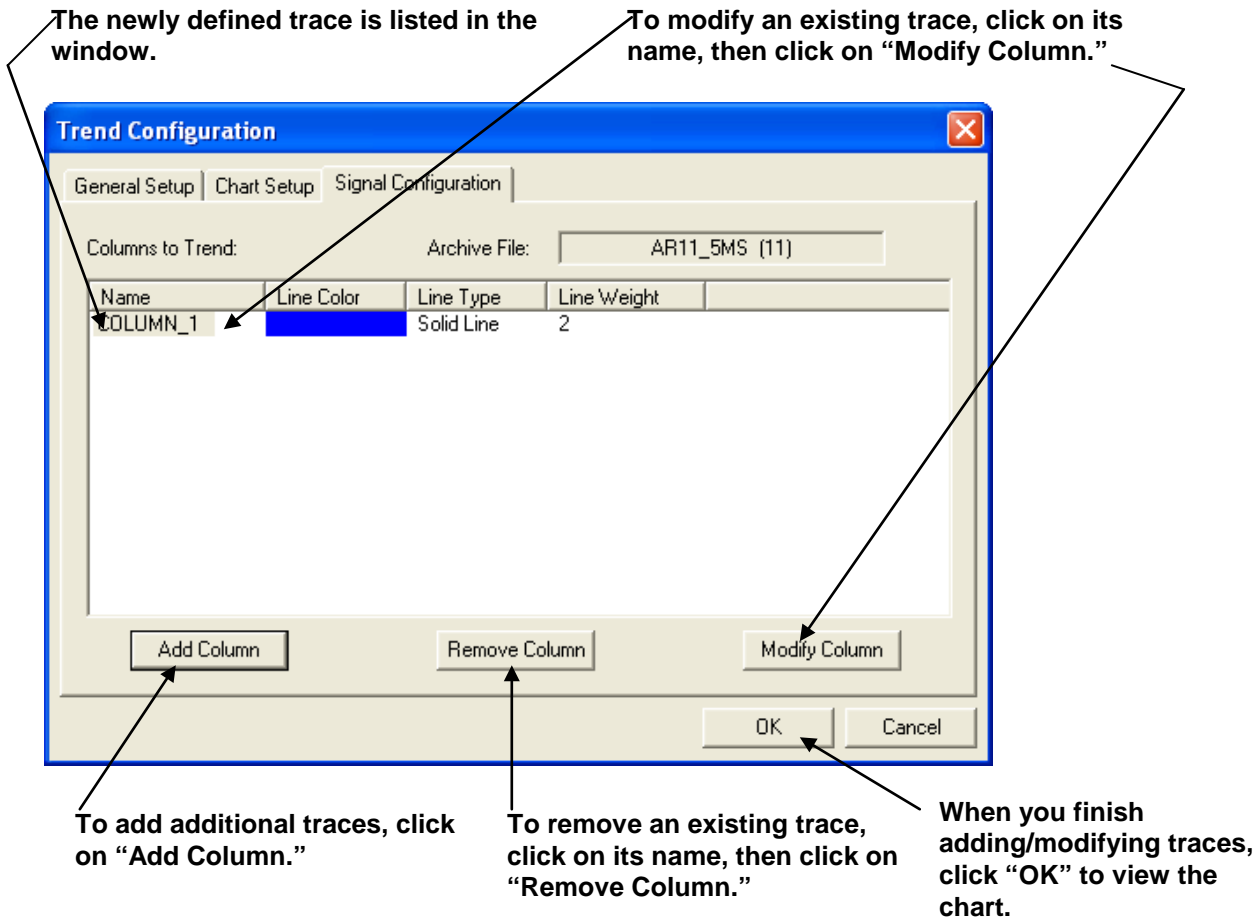 The newly defined trace is listed in the
window.
To modify an existing trace, click on its
name, then click on “Modify Column.”
Trend Configuration
General Setup Chart Setup Signal Configuration
Columns to Trend: Archive File: AR11_5MS (11)
Name Line Color Line Type Line Weight
COLUMN_1 Solid Line 2
Add Column Remove Column Modify Column
OK Cancel
To add additional traces, click
on “Add Column.”
To remove an existing trace,
click on its name, then click on
“Remove Column.”
When you finish
adding/modifying traces,
click “OK” to view the
chart.